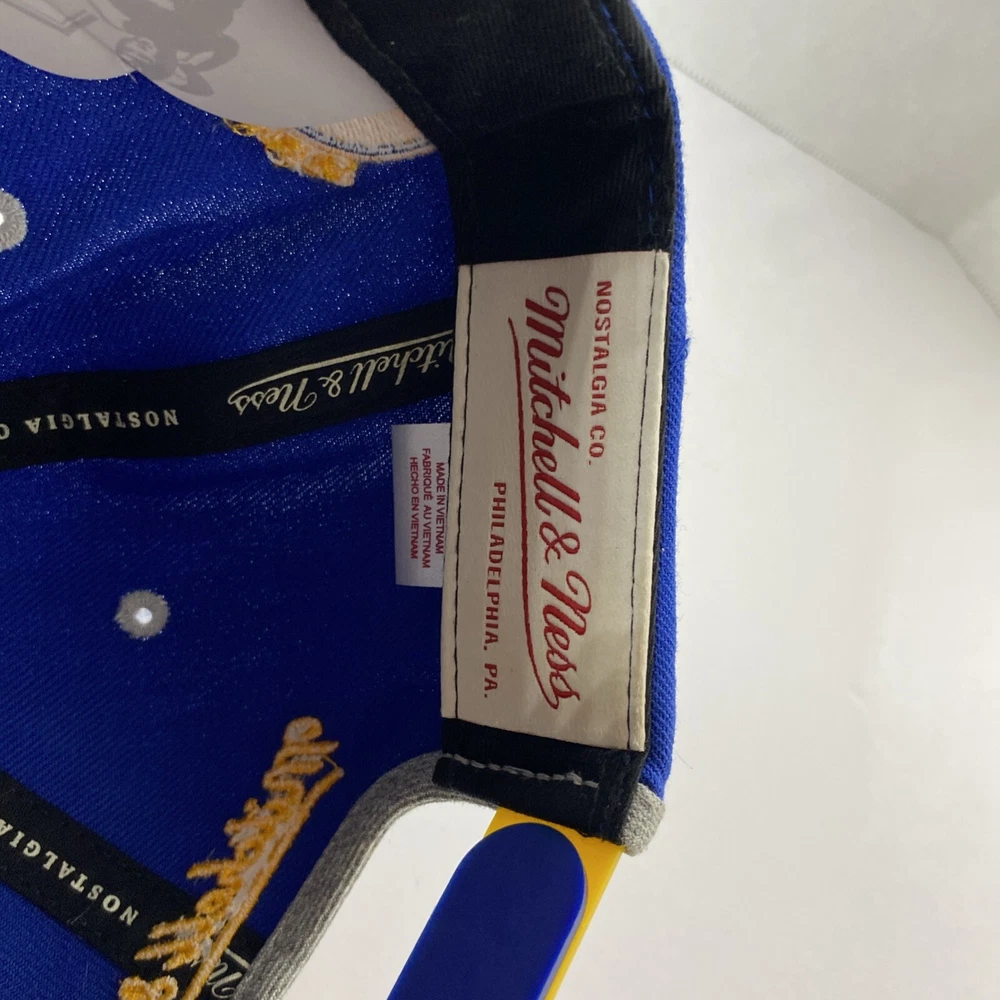 NOSTALGIA CO.
Mitchell & Ness
PHILADELPHIA, PA.
MADE IN VIETNAM
FABRIQUÉ AU VIETNAM
HECHO EN VIETNAM
Mitchell & Ness
NOSTALGIA C
NOSTALGIA